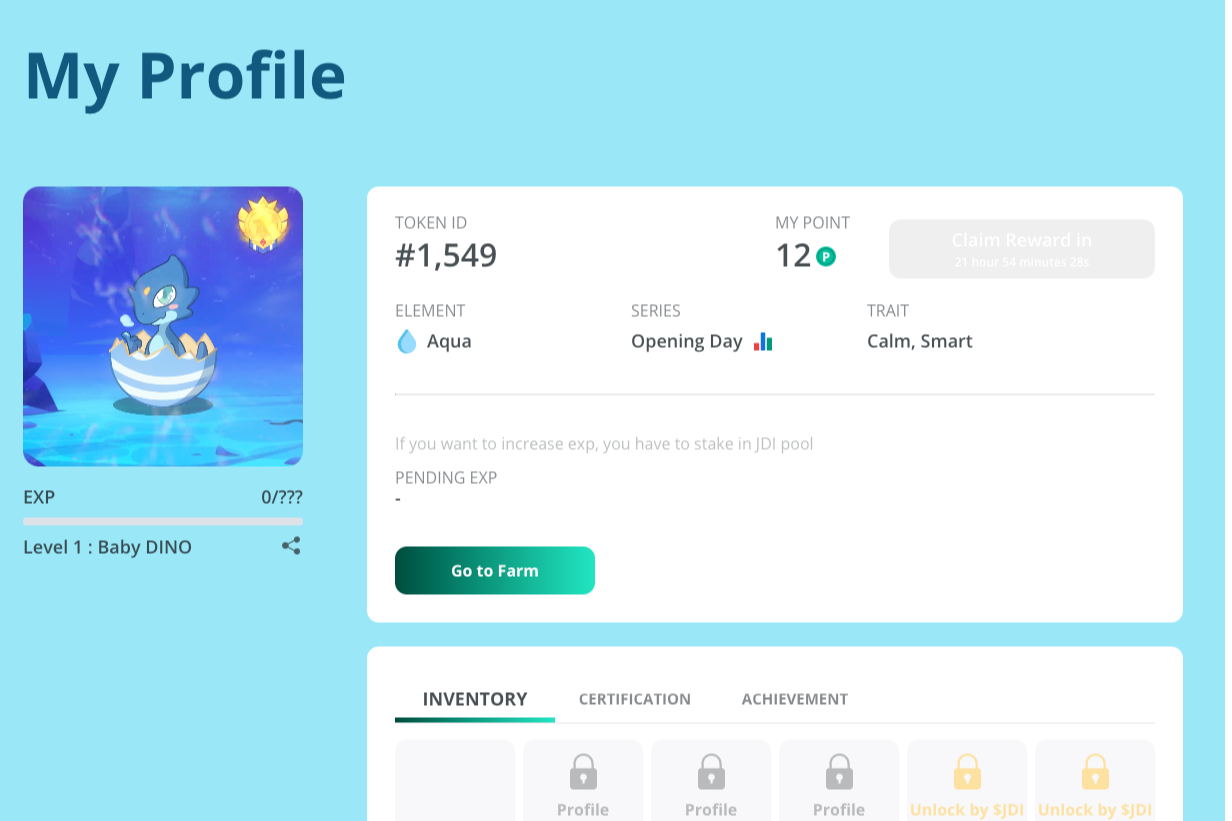 My Profile
TOKEN ID
#1,549
MY POINT
12 P
Claim Reward in
21 hour 54 minutes 28s
ELEMENT
Aqua
SERIES
Opening Day
TRAIT
Calm, Smart
EXP
0/???
Level 1 : Baby DINO
If you want to increase exp, you have to stake in JDI pool
PENDING EXP
-
Go to Farm
INVENTORY
CERTIFICATION
ACHIEVEMENT
Profile
Profile
Profile
Unlock by $JDI
Unlock by $JDI